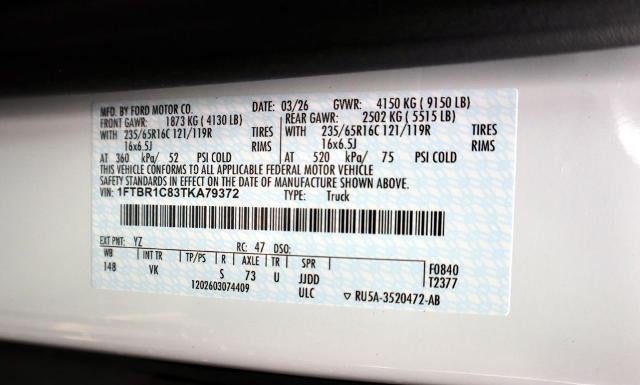 MFD. BY FORD MOTOR CO. DATE: 03/26 GVWR: 4150 KG ( 9150 LB)
FRONT GAWR: 1873 KG ( 4130 LB) REAR GAWR: 2502 KG ( 5515 LB)
WITH 235/65R16C 121/119R TIRES WITH 235/65R16C 121/119R TIRES
16x6.5J RIMS 16x6.5J RIMS
AT 360 kPa/ 52 PSI COLD AT 520 kPa/ 75 PSI COLD
THIS VEHICLE CONFORMS TO ALL APPLICABLE FEDERAL MOTOR VEHICLE
SAFETY STANDARDS IN EFFECT ON THE DATE OF MANUFACTURE SHOWN ABOVE.
VIN: 1FTBR1C83TKA79372 TYPE: Truck
EXT PNT: YZ RC: 47 DSO:
WB INT TR TP/PS R AXLE TR SPR F0840
148 VK S 73 U JJDD T2377
1202603074409 ULC ▽ RU5A-3520472-AB